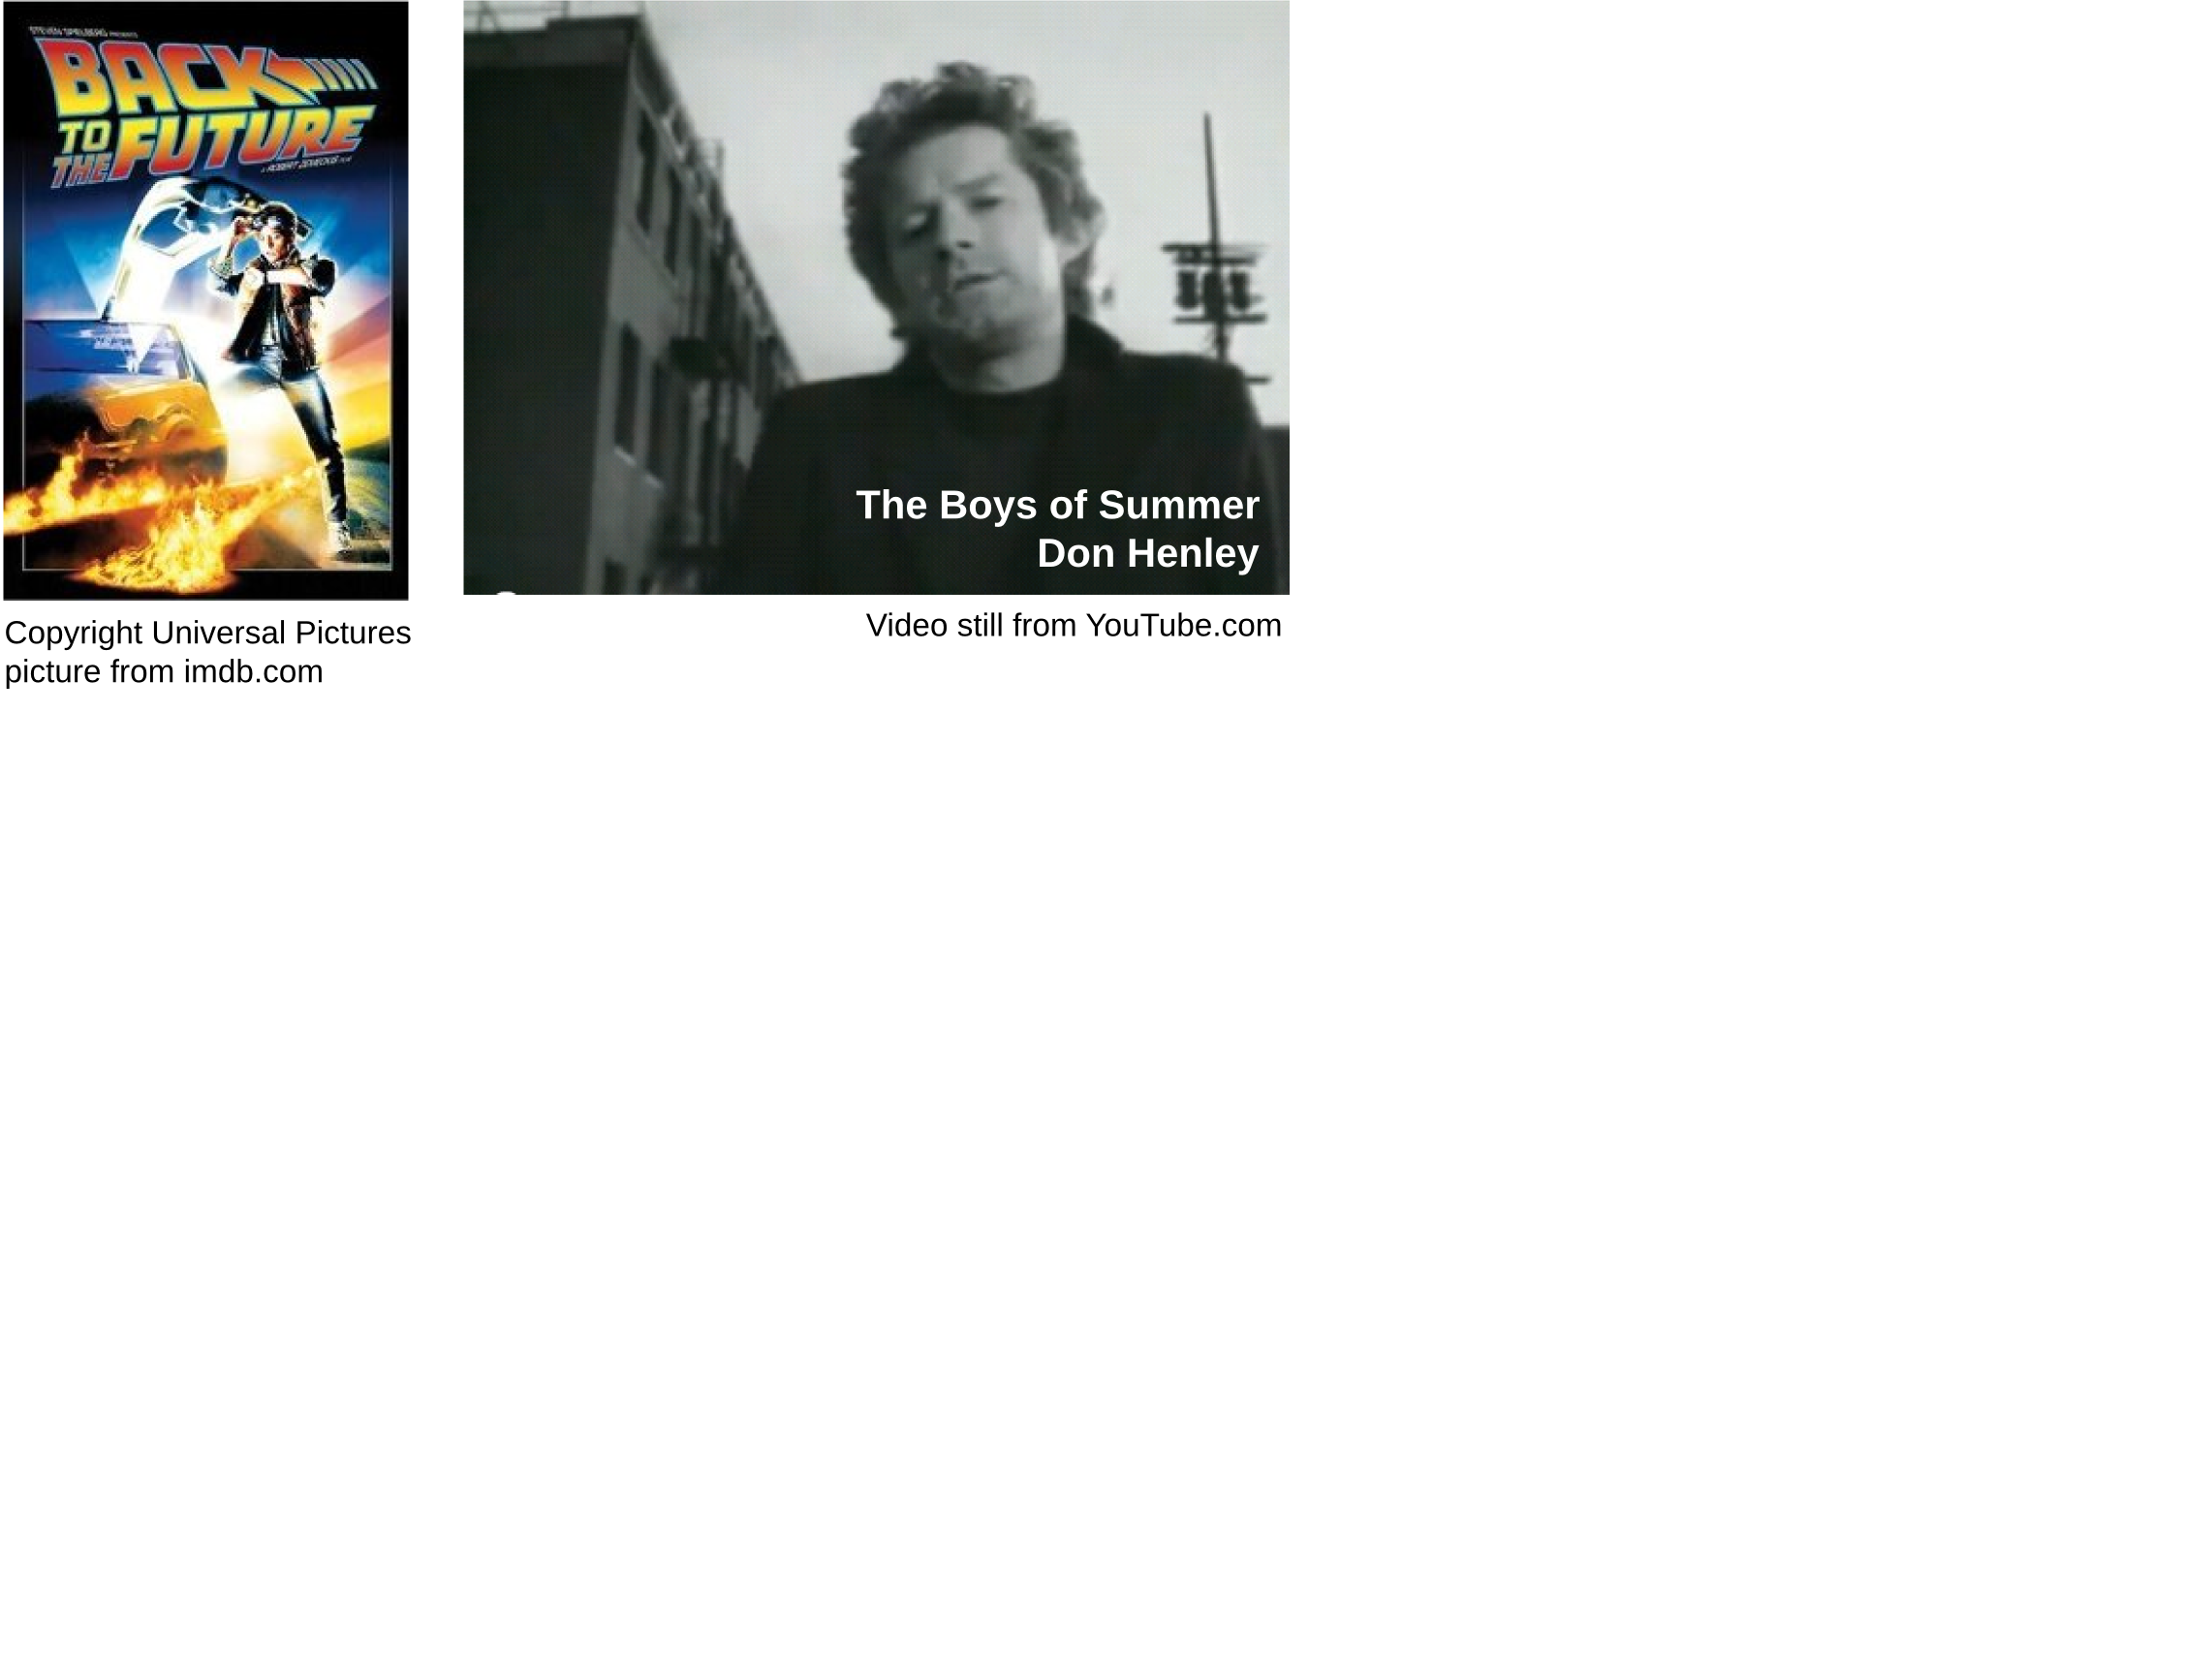 STEVEN SPIELBERG PRESENTS
BACK
TO THE FUTURE
A ROBERT ZEMECKIS FILM
The Boys of Summer
Don Henley
Copyright Universal Pictures
picture from imdb.com
Video still from YouTube.com